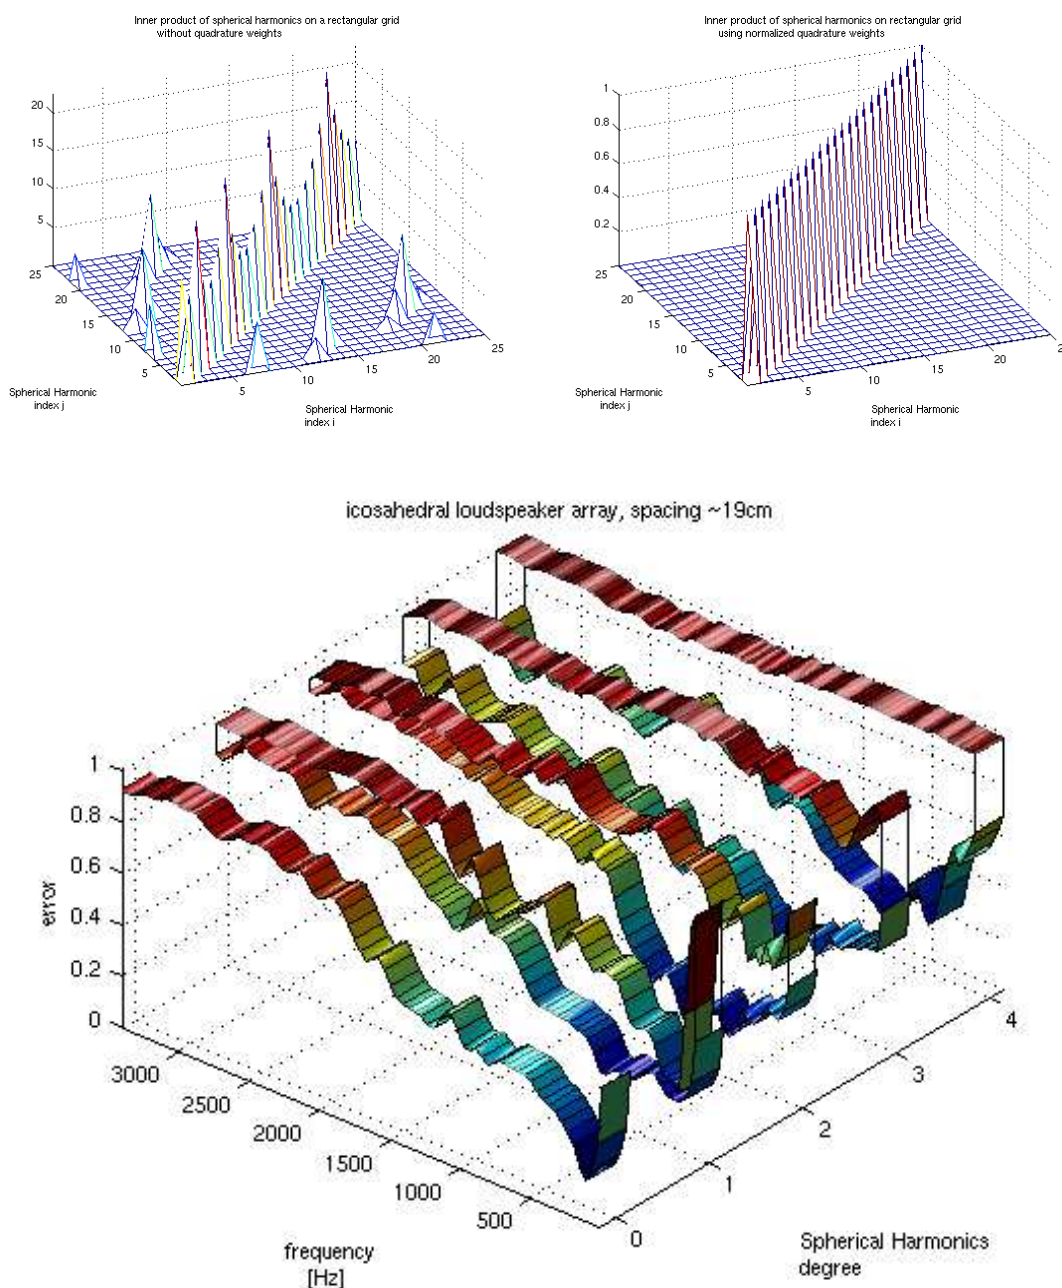 Inner product of spherical harmonics on a rectangular grid
without quadrature weights
20
15
10
5
25
20
15
10
5
5
10
15
20
25
Spherical Harmonic
index j
Spherical Harmonic
index i
Inner product of spherical harmonics on rectangular grid
using normalized quadrature weights
1
0.8
0.6
0.4
0.2
25
20
15
10
5
5
10
15
20
2
Spherical Harmonic
index j
Spherical Harmonic
index i
icosahedral loudspeaker array, spacing ~19cm
1
0.8
0.6
0.4
0.2
0
error
3000
2500
2000
1500
1000
500
frequency
[Hz]
0
1
2
3
4
Spherical Harmonics
degree